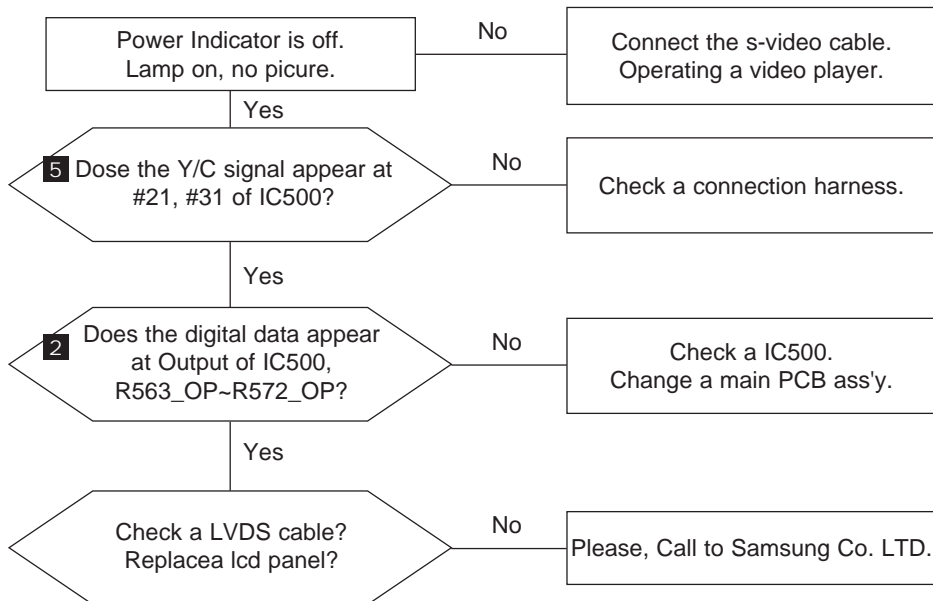 Power Indicator is off.
Lamp on, no picure.
No
Connect the s-video cable.
Operating a video player.
Yes
5 Dose the Y/C signal appear at
#21, #31 of IC500?
No
Check a connection harness.
Yes
2 Does the digital data appear
at Output of IC500,
R563_OP~R572_OP?
No
Check a IC500.
Change a main PCB ass'y.
Yes
Check a LVDS cable?
Replacea lcd panel?
No
Please, Call to Samsung Co. LTD.